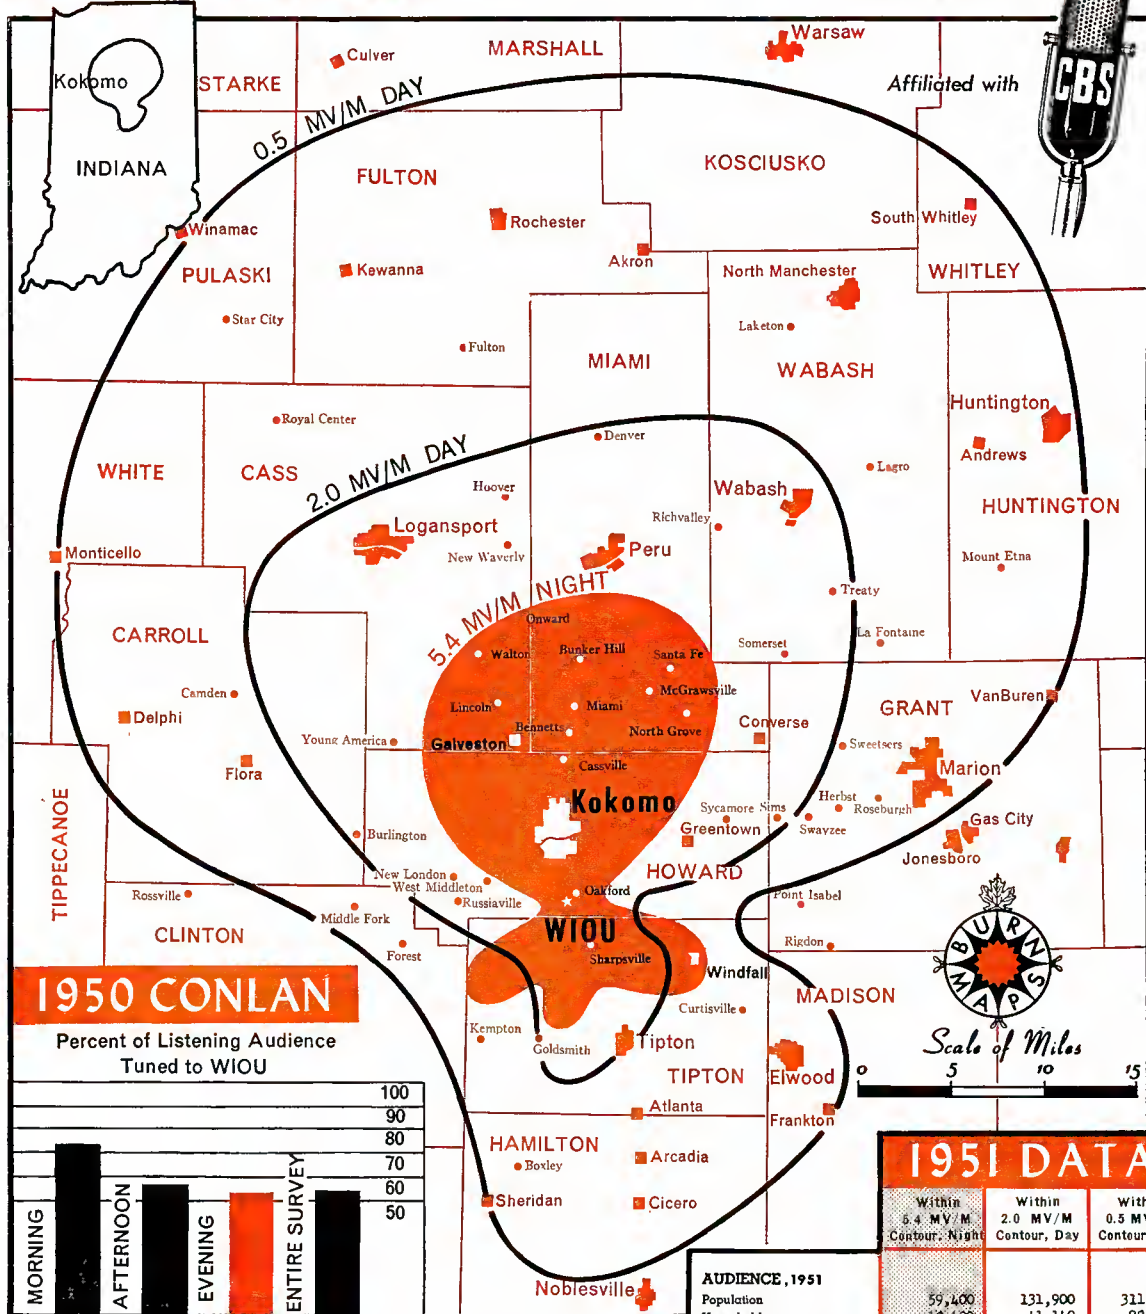 Kokomo
INDIANA
STARKE
Culver
MARSHALL
Warsaw
Affiliated with
CBS
0.5 MV/M DAY
FULTON
KOSCIUSKO
Rochester
South Whitley
Winamac
Akron
PULASKI
Kewanna
North Manchester
WHITLEY
Star City
Laketon
Fulton
MIAMI
WABASH
Royal Center
Huntington
Denver
Andrews
WHITE
CASS
2.0 MV/M DAY
Lagro
Hoover
Wabash
HUNTINGTON
Logansport
Richvalley
Monticello
New Waverly
Peru
Mount Etna
5.4 MV/M NIGHT
Treaty
Onward
CARROLL
La Fontaine
Walton
Bunker Hill
Santa Fe
Somerset
Camden
McGrawsville
VanBuren
Delphi
Lincoln
Miami
GRANT
Bennetts
North Grove
Converse
Young America
Galveston
Sweetsers
Flora
Cassville
Marion
TIPPECANOE
Kokomo
Sycamore
Sims
Herbst
Roseburgh
Burlington
Greentown
Swayzee
Gas City
Jonesboro
New London
HOWARD
West Middleton
Rossville
Oakford
Russiaville
Point Isabel
Middle Fork
CLINTON
WIOU
Forest
Rigdon
Sharpsville
Windfall
BURN MAPS
1950 CONLAN
MADISON
Curtisville
Percent of Listening Audience
Tuned to WIOU
Kempton
Goldsmith
Tipton
Scale of Miles
0 5 10 15
TIPTON
Elwood
100
90
80
70
60
50
MORNING
AFTERNOON
EVENING
ENTIRE SURVEY
Atlanta
Frankton
HAMILTON
Boxley
Arcadia
Sheridan
Cicero
Noblesville
1951 DATA
Within
5.4 MV/M
Contour, Night
Within
2.0 MV/M
Contour, Day
0.5
Contour
AUDIENCE, 1951
Population 59,400 131,900 311